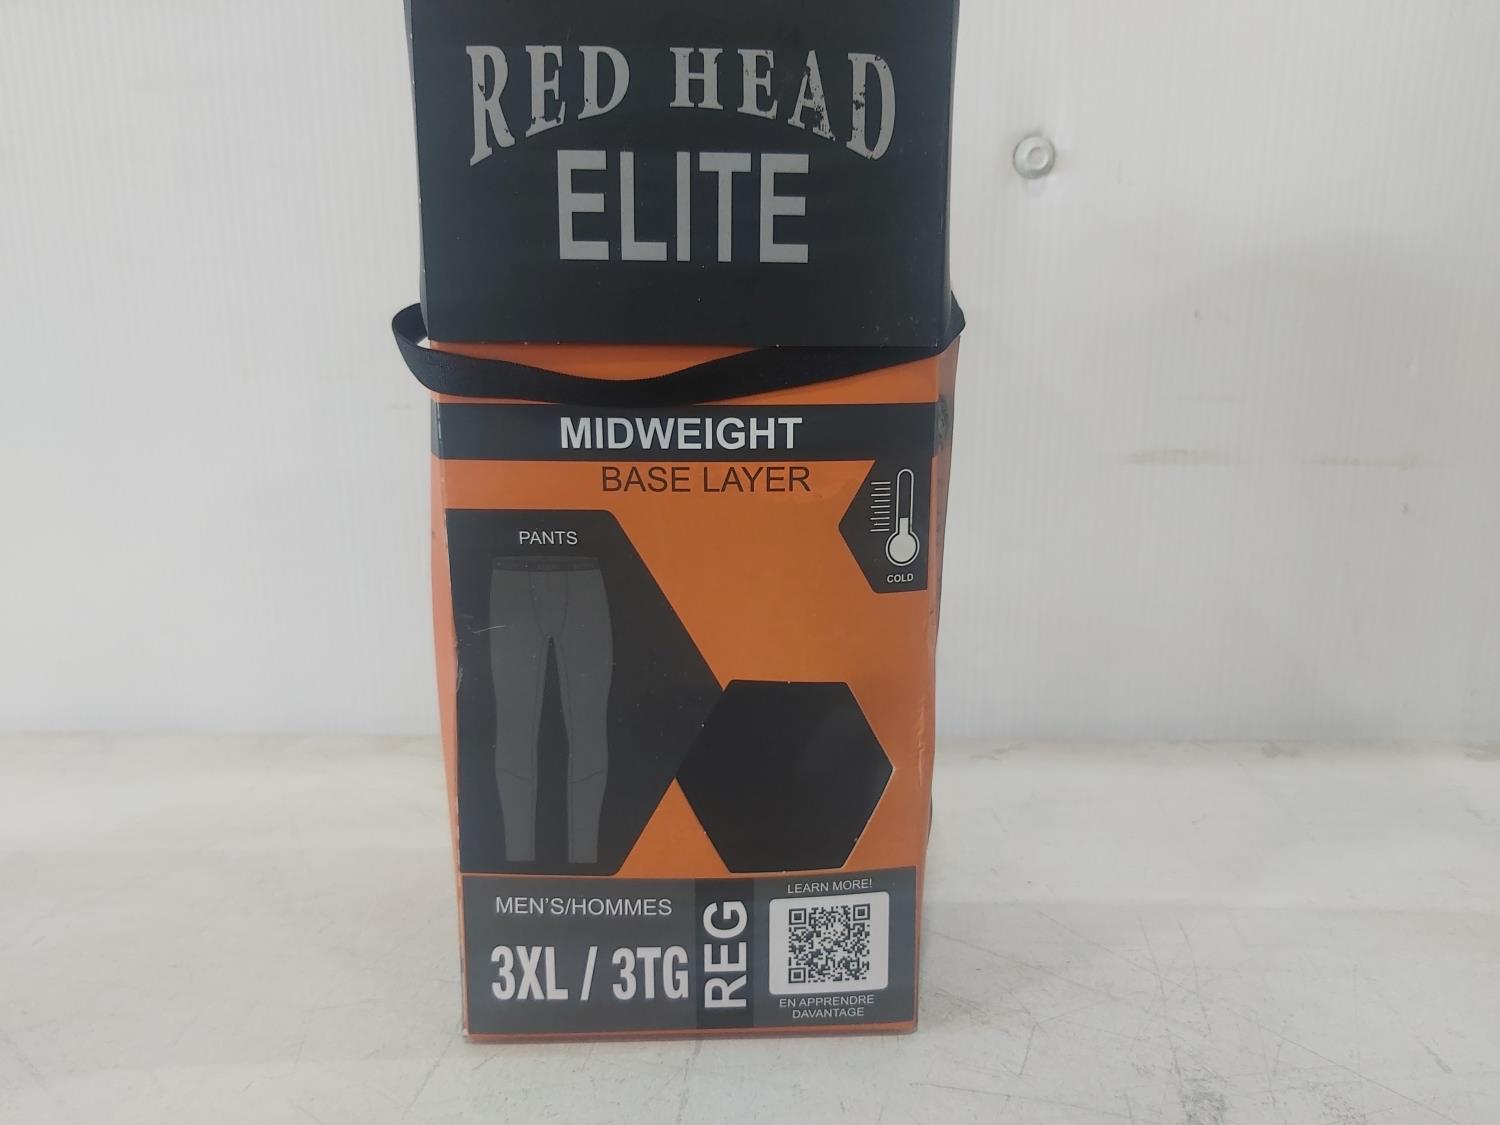 RED HEAD
ELITE
MIDWEIGHT
BASE LAYER
PANTS
COLD
MEN'S/HOMMES
3XL / 3TG
REG
LEARN MORE!
EN APPRENDRE
DAVANTAGE